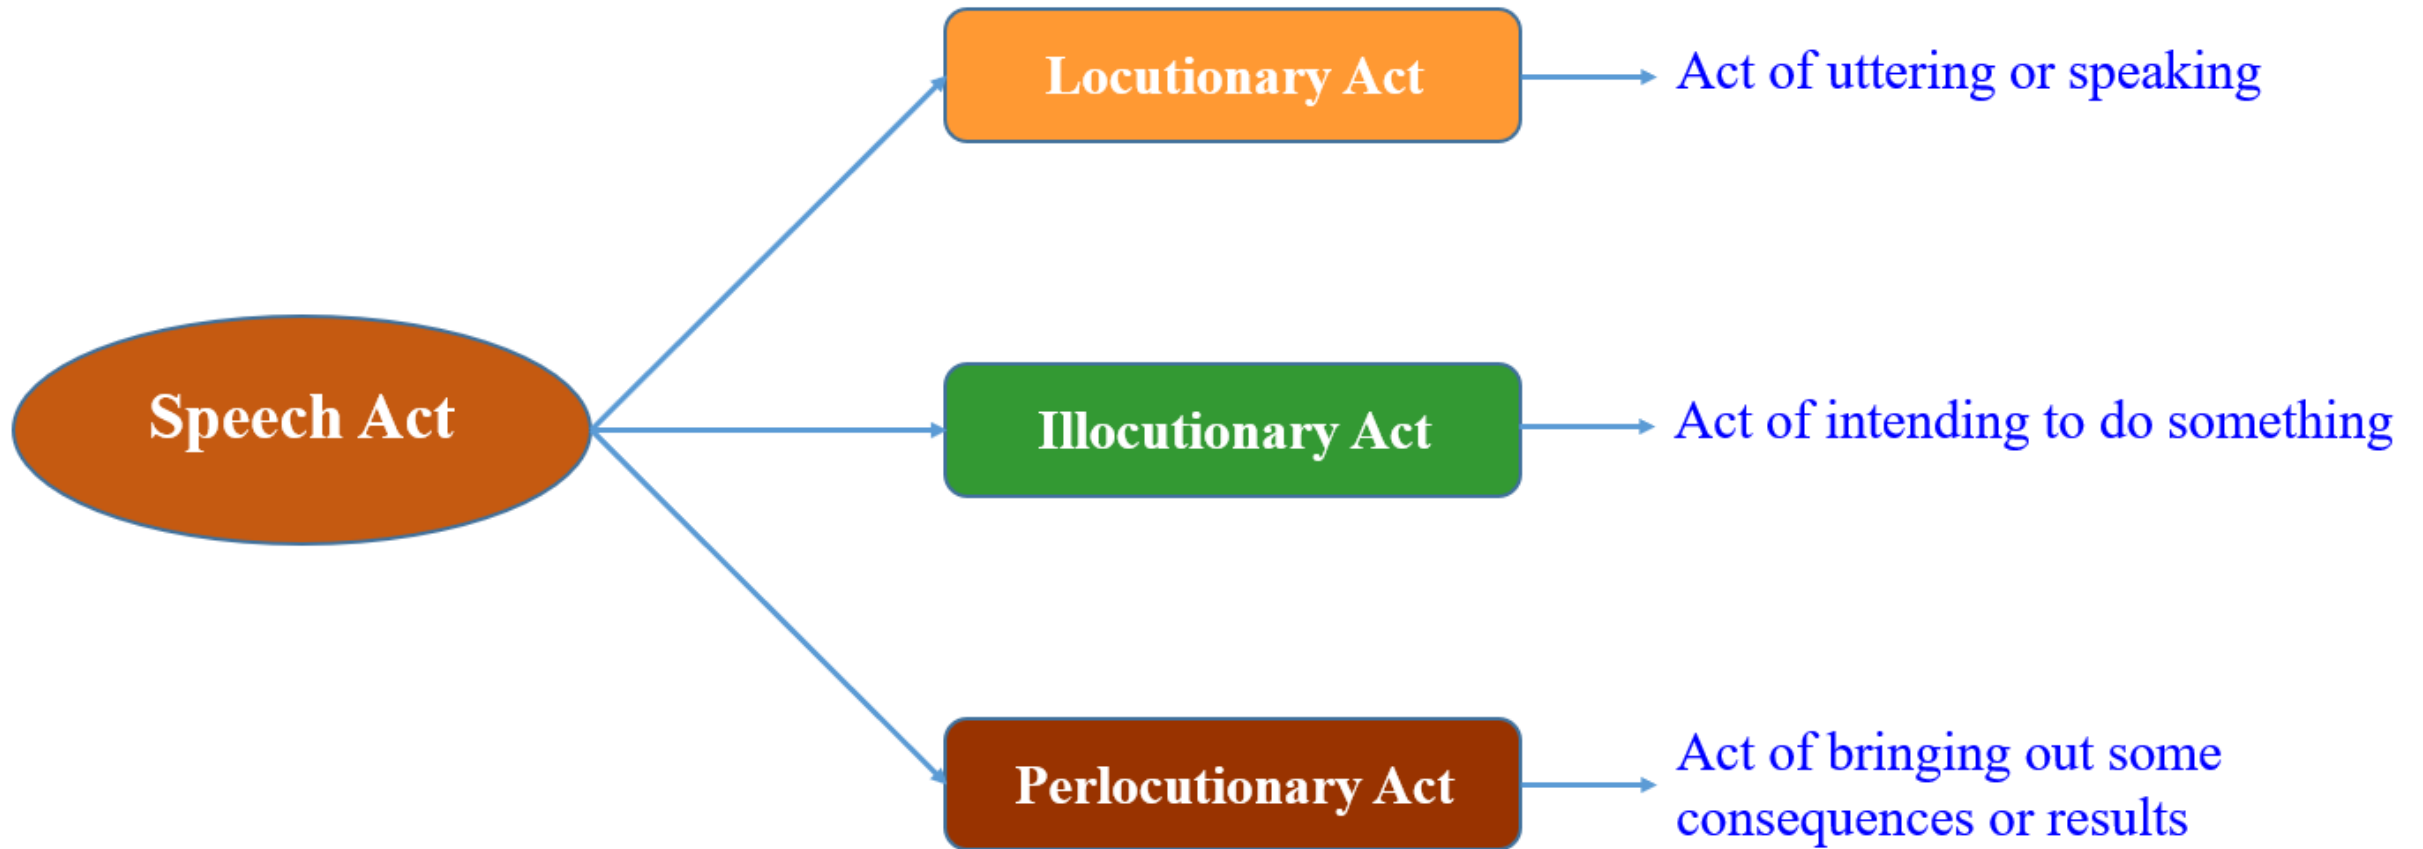 Locutionary Act
Act of uttering or speaking
Speech Act
Illocutionary Act
Act of intending to do something
Perlocutionary Act
Act of bringing out some
consequences or results